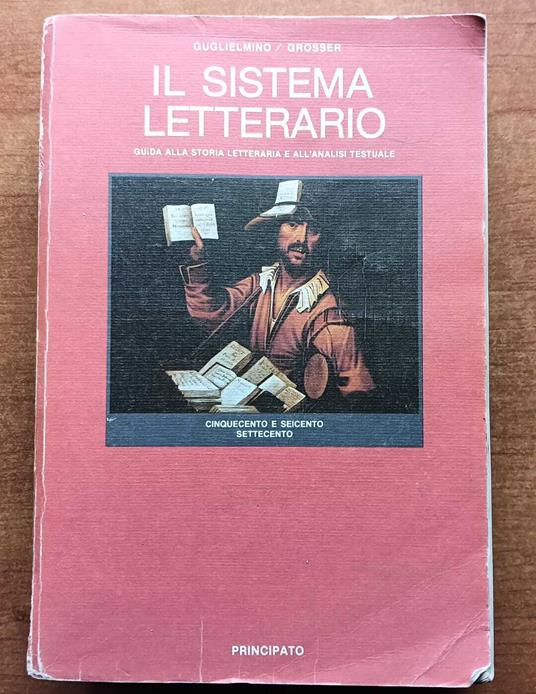 GUGLIELMINO / GROSSER
IL SISTEMA
LETTERARIO
GUIDA ALLA STORIA LETTERARIA E ALL'ANALISI TESTUALE
CINQUECENTO E SEICENTO
SETTECENTO
PRINCIPATO